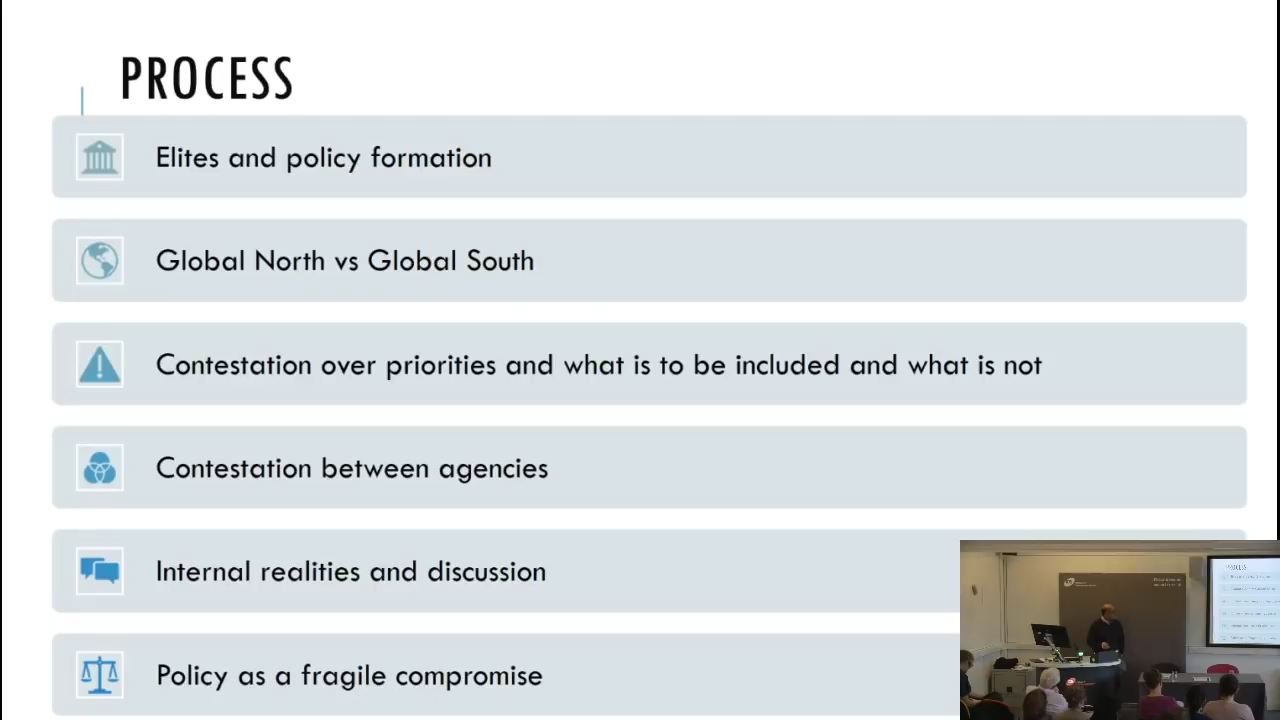 PROCESS
Elites and policy formation
Global North vs Global South
Contestation over priorities and what is to be included and what is not
Contestation between agencies
Internal realities and discussion
Policy as a fragile compromise
PROCESS